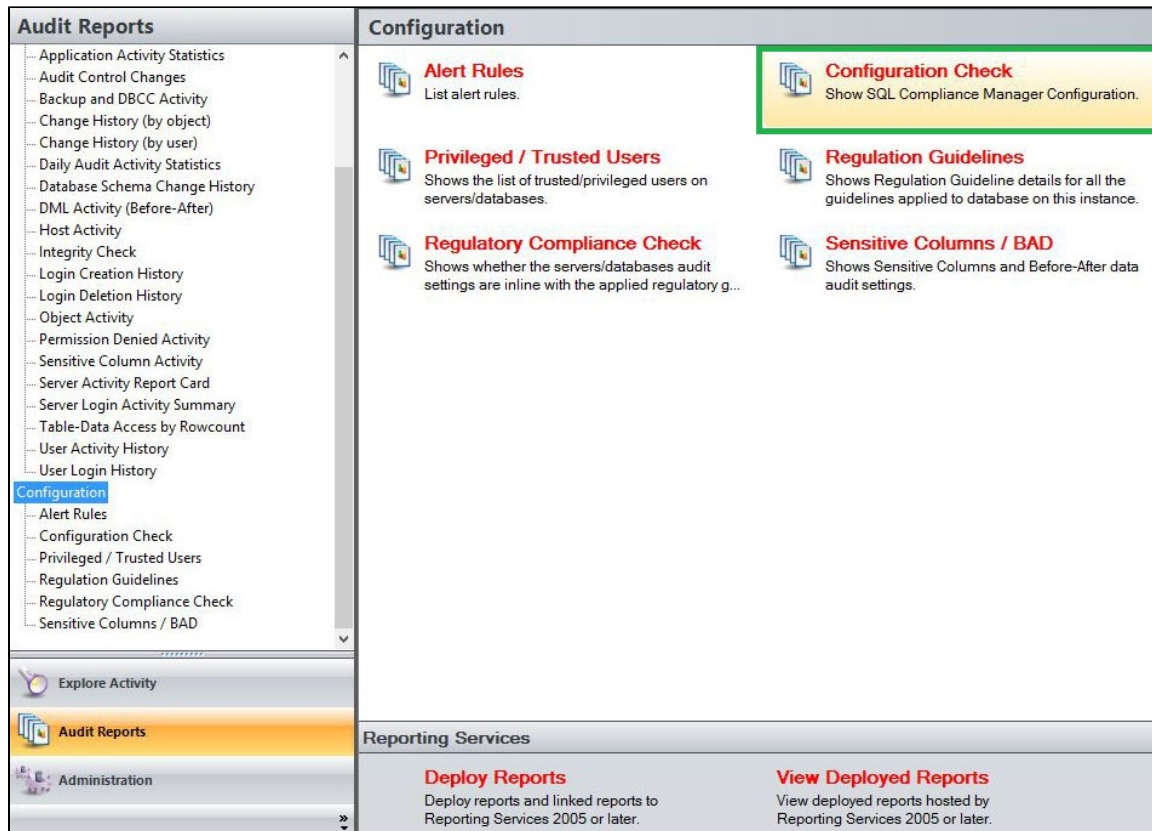 Audit Reports
Application Activity Statistics
Audit Control Changes
Backup and DBCC Activity
Change History (by object)
Change History (by user)
Daily Audit Activity Statistics
Database Schema Change History
DML Activity (Before-After)
Host Activity
Integrity Check
Login Creation History
Login Deletion History
Object Activity
Permission Denied Activity
Sensitive Column Activity
Server Activity Report Card
Server Login Activity Summary
Table-Data Access by Rowcount
User Activity History
User Login History
Configuration
Alert Rules
Configuration Check
Privileged / Trusted Users
Regulation Guidelines
Regulatory Compliance Check
Sensitive Columns / BAD
Explore Activity
Audit Reports
Administration
Configuration
Alert Rules
List alert rules.
Configuration Check
Show SQL Compliance Manager Configuration.
Privileged / Trusted Users
Shows the list of trusted/privileged users on
servers/databases.
Regulation Guidelines
Shows Regulation Guideline details for all the
guidelines applied to database on this instance.
Regulatory Compliance Check
Shows whether the servers/databases audit
settings are inline with the applied regulatory g...
Sensitive Columns / BAD
Shows Sensitive Columns and Before-After data
audit settings.
Reporting Services
Deploy Reports
Deploy reports and linked reports to
Reporting Services 2005 or later.
View Deployed Reports
View deployed reports hosted by
Reporting Services 2005 or later.